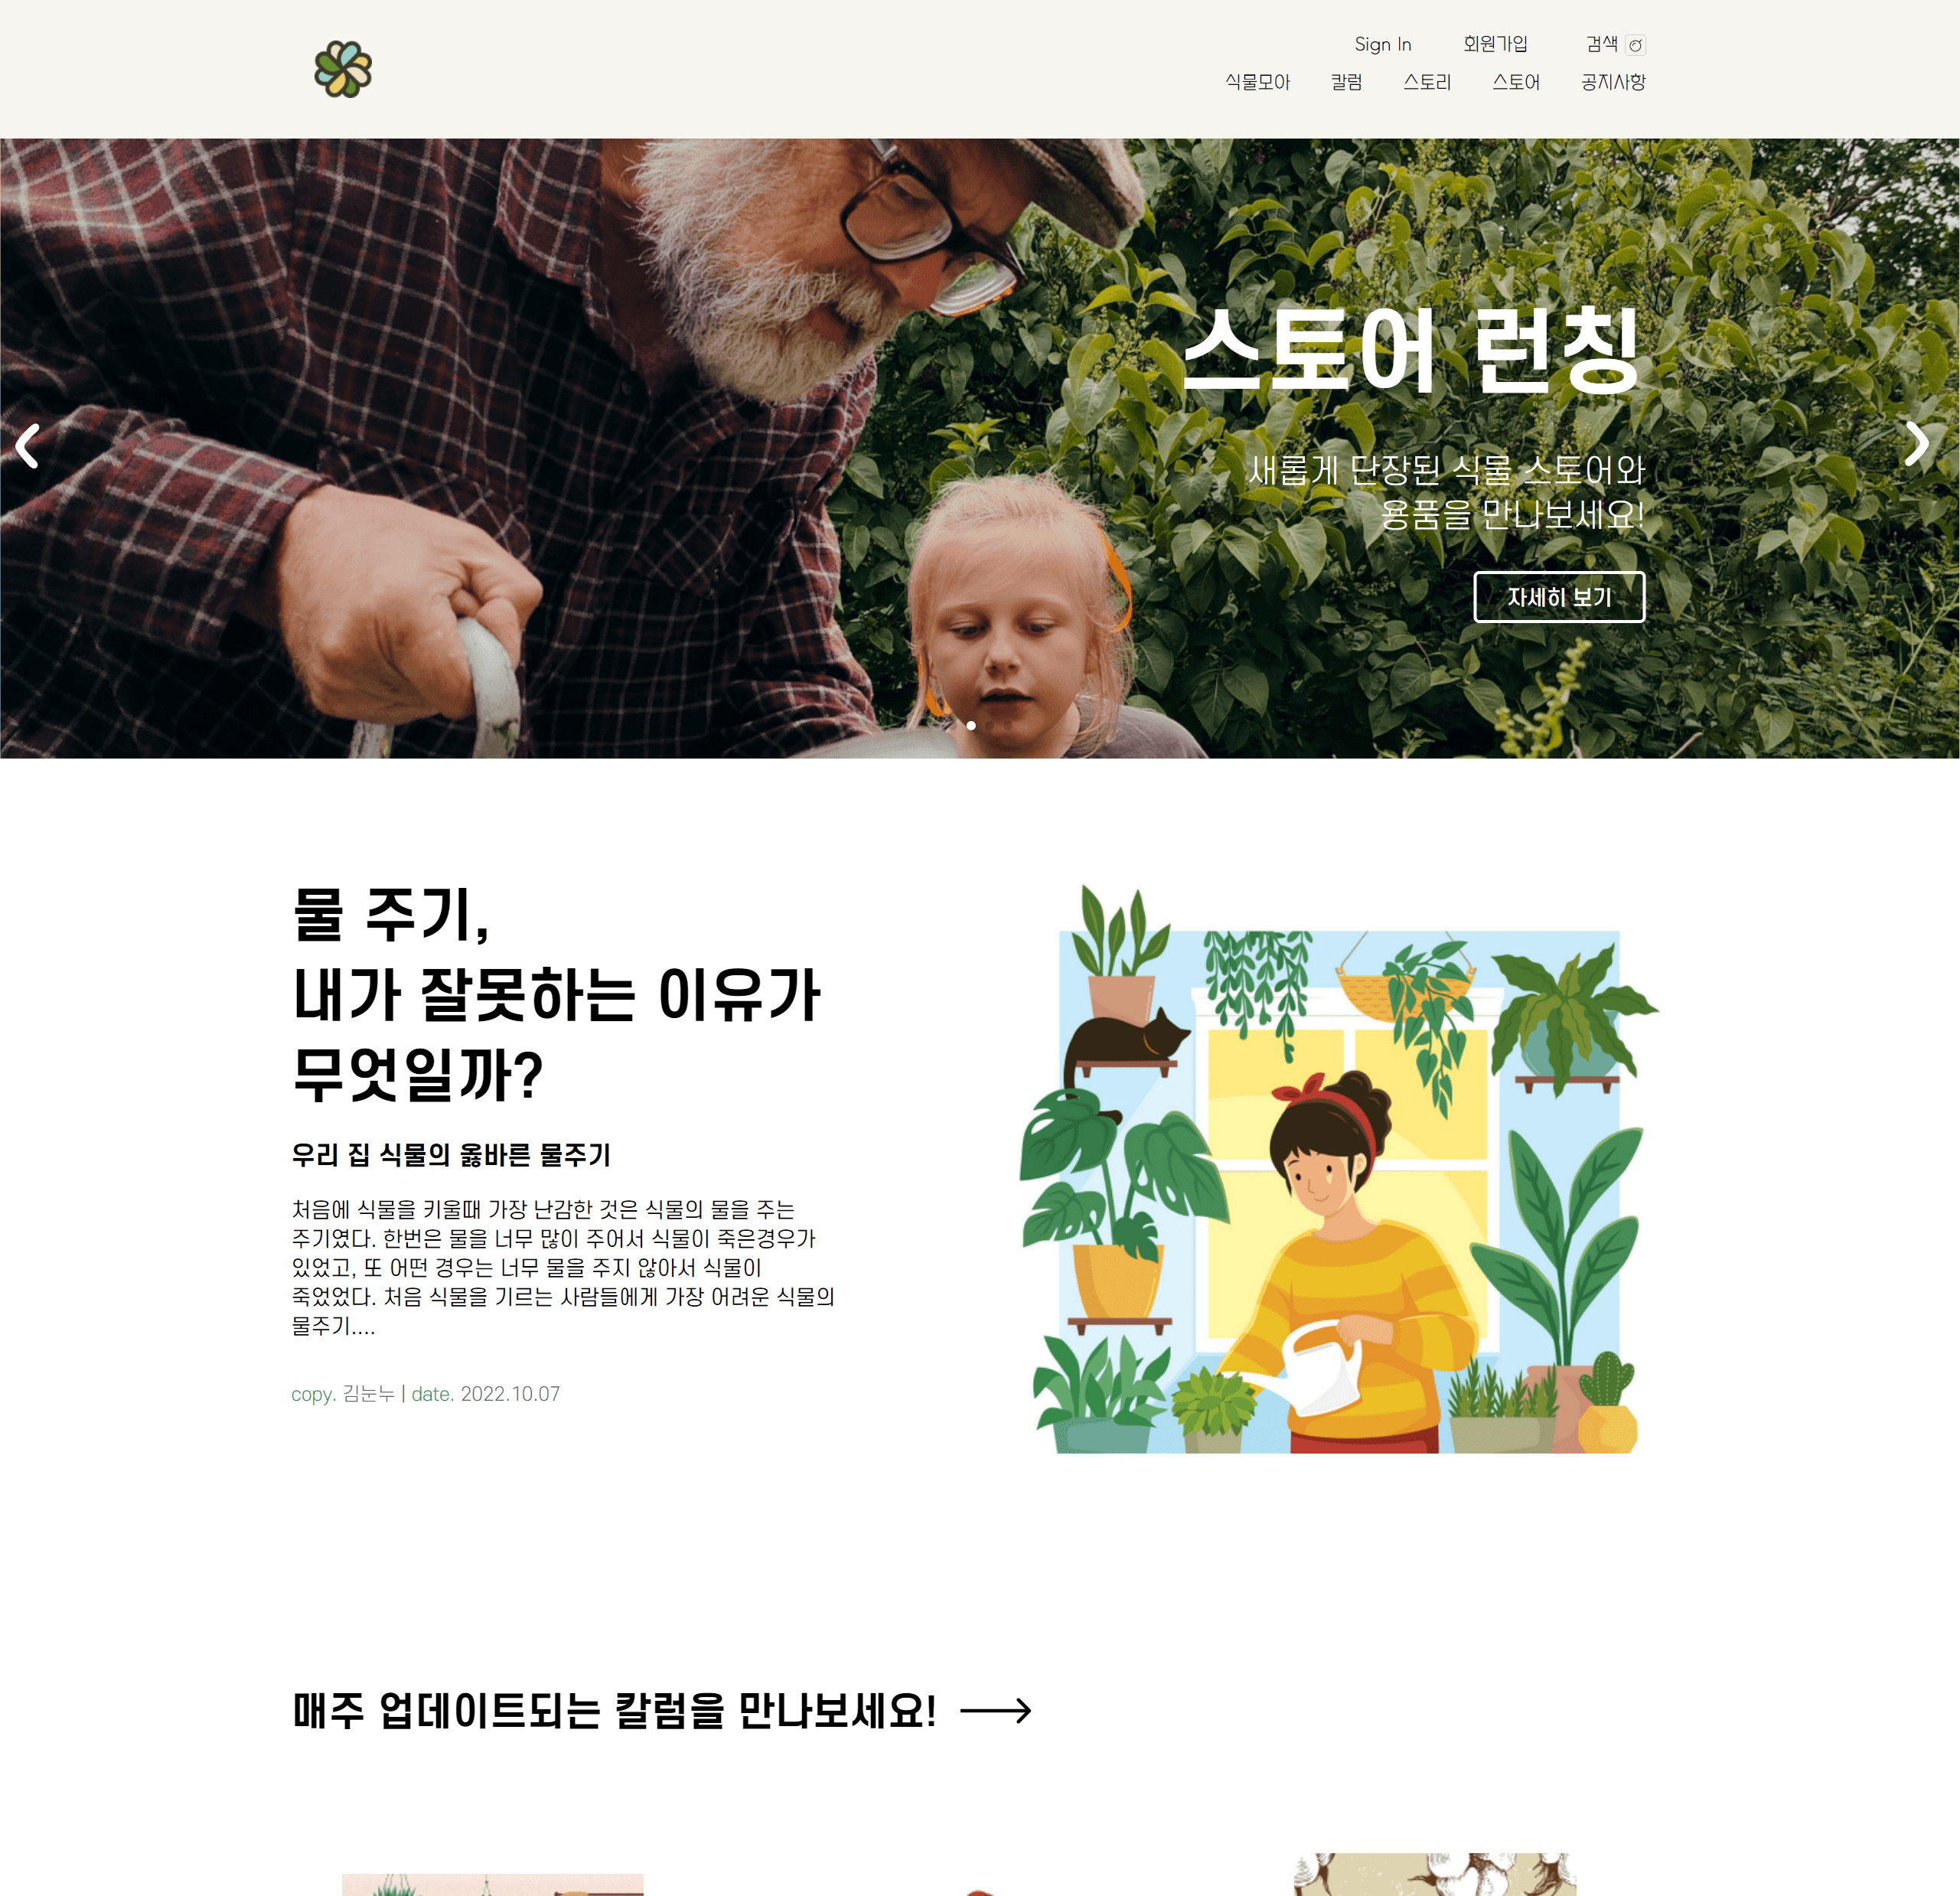 Sign In 회원가입 검색
식물모아 칼럼 스토리 스토어 공지사항
스토어 런칭
새롭게 단장된 식물 스토어와
용품을 만나보세요!
자세히 보기
물 주기,
내가 잘못하는 이유가
무엇일까?
우리 집 식물의 옳바른 물주기
처음에 식물을 키울때 가장 난감한 것은 식물의 물을 주는
주기였다. 한번은 물을 너무 많이 주어서 식물이 죽은경우가
있었고, 또 어떤 경우는 너무 물을 주지 않아서 식물이
죽었었다. 처음 식물을 기르는 사람들에게 가장 어려운 식물의
물주기....
copy. 김눈누 | date. 2022.10.07
매주 업데이트되는 칼럼을 만나보세요!